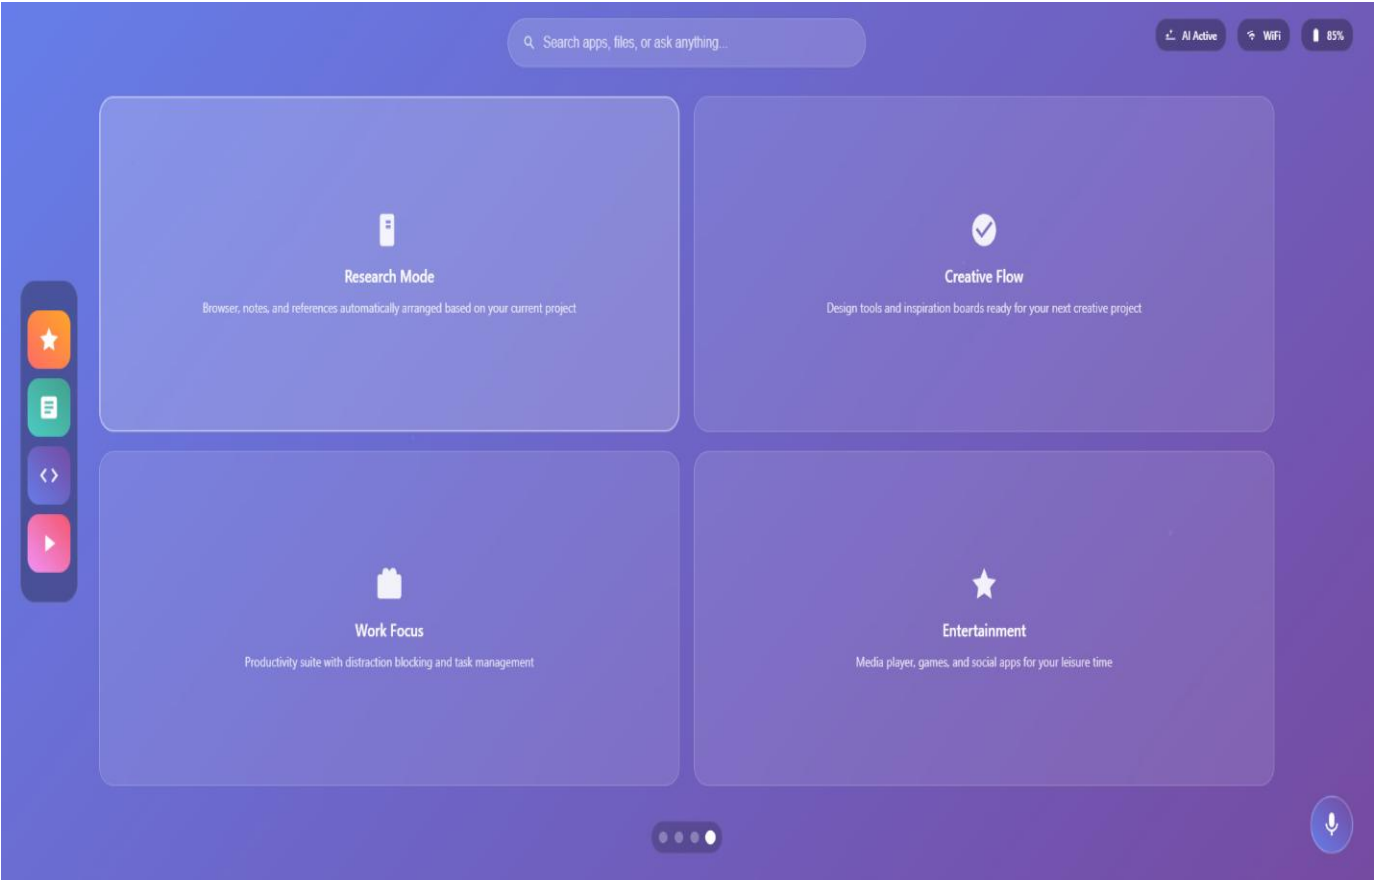 Search apps, files, or ask anything...
AI Active
WiFi
85%
Research Mode
Browser, notes, and references automatically arranged based on your current project
Creative Flow
Design tools and inspiration boards ready for your next creative project
Work Focus
Productivity suite with distraction blocking and task management
Entertainment
Media player, games, and social apps for your leisure time